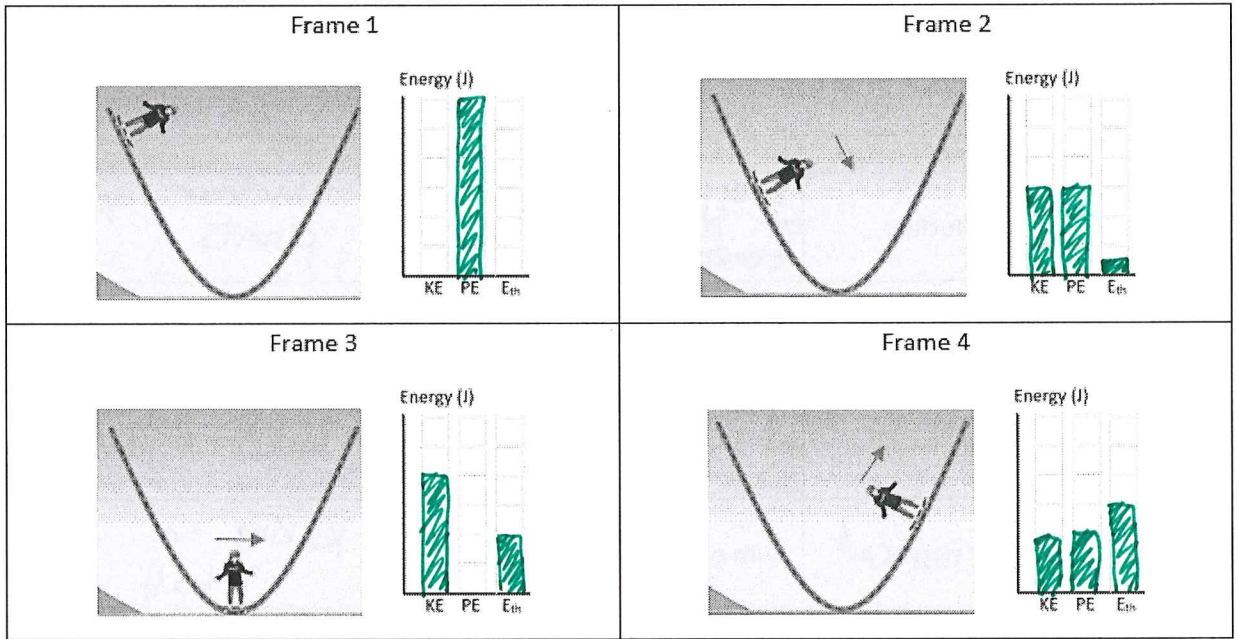 Frame 1
Energy (J)
KE PE Eth
Frame 2
Energy (J)
KE PE Eth
Frame 3
Energy (J)
KE PE Eth
Frame 4
Energy (J)
KE PE Eth